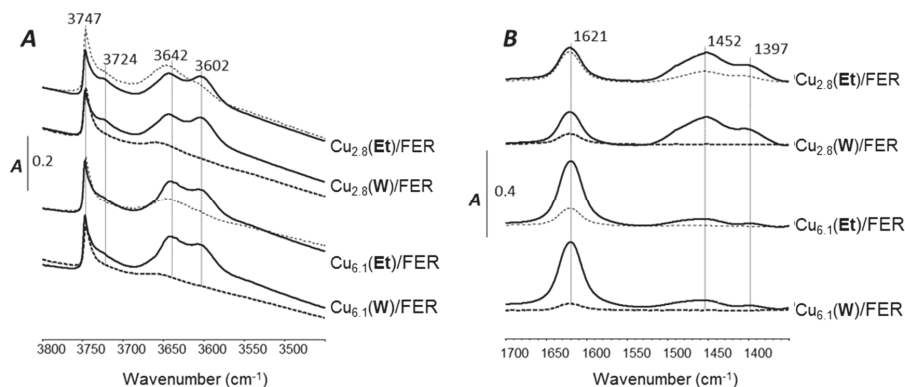 A
3747
3724
3642
3602
Cu2.8(Et)/FER
Cu2.8(W)/FER
A
0.2
Cu6.1(Et)/FER
Cu6.1(W)/FER
3800 3750 3700 3650 3600 3550 3500
Wavenumber (cm-1)
B
1621
1452
1397
Cu2.8(Et)/FER
Cu2.8(W)/FER
A
0.4
Cu6.1(Et)/FER
Cu6.1(W)/FER
1700 1650 1600 1550 1500 1450 1400
Wavenumber (cm-1)